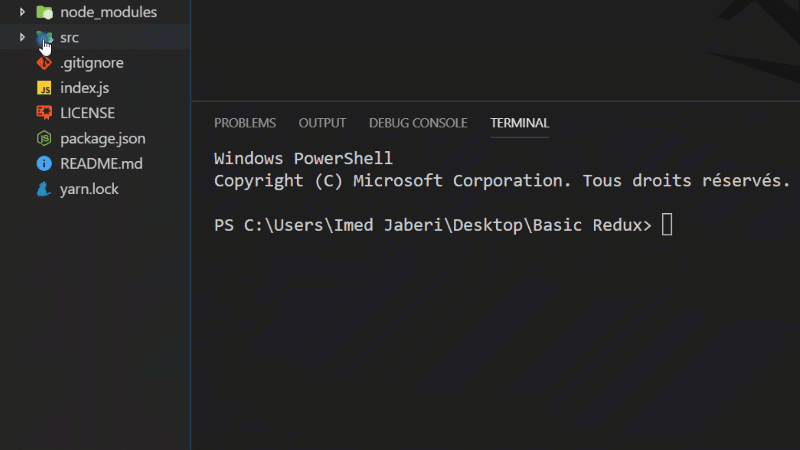 node_modules
src
.gitignore
JS index.js
LICENSE
package.json
README.md
yarn.lock
PROBLEMS OUTPUT DEBUG CONSOLE TERMINAL
Windows PowerShell
Copyright (C) Microsoft Corporation. Tous droits réservés.
PS C:\Users\Imed Jaberi\Desktop\Basic Redux>